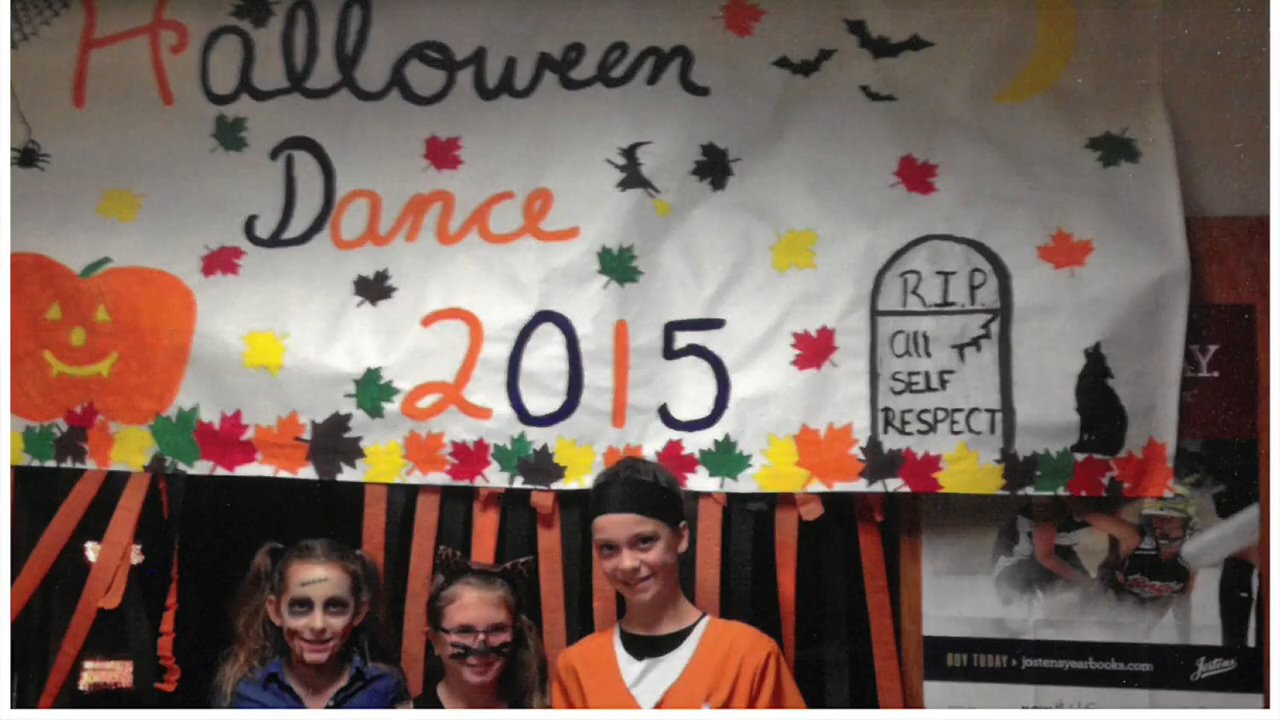 Halloween
Dance
2015
R.I.P.
all
SELF
RESPECT
Y.
BUY TODAY ▸ jostensyearbooks.com
Jostens